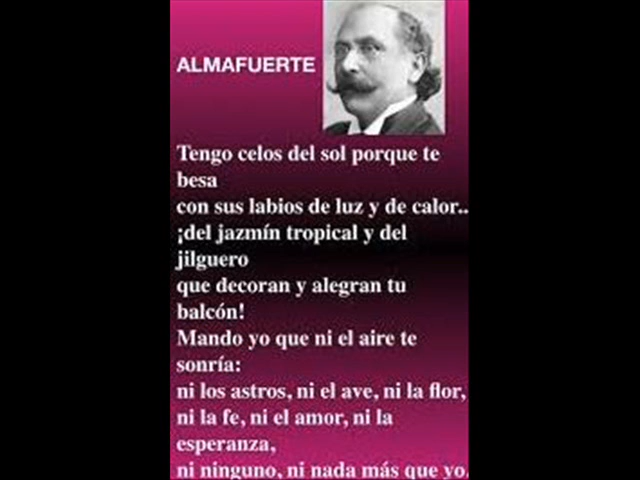 ALMAFUERTE
Tengo celos del sol porque te
besa
con sus labios de luz y de calor..
¡del jazmín tropical y del
jilguero
que decoran y alegran tu
balcón!
Mando yo que ni el aire te
sonría:
ni los astros, ni el ave, ni la flor,
ni la fe, ni el amor, ni la
esperanza,
ni ninguno, ni nada más que yo.